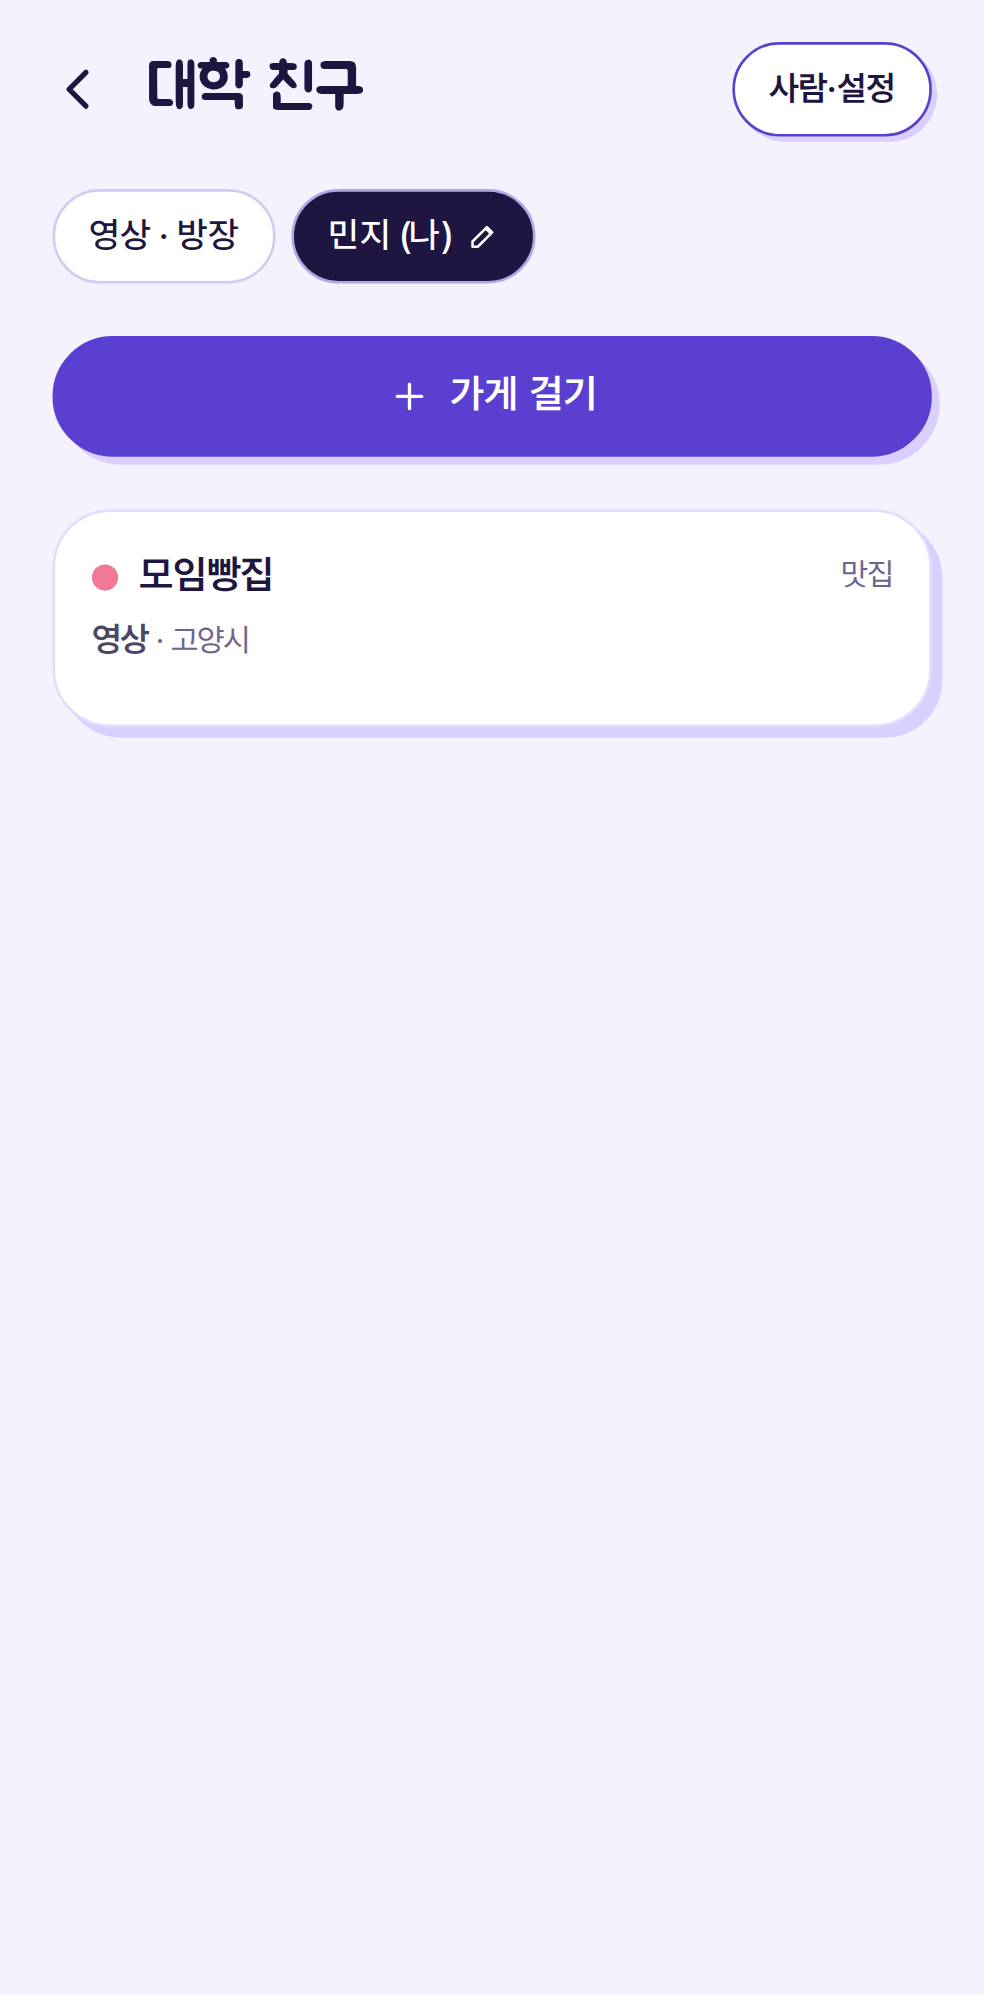 대학 친구
사람·설정
영상 · 방장
민지 (나)
가게 걸기
모임빵집
맛집
영상 · 고양시